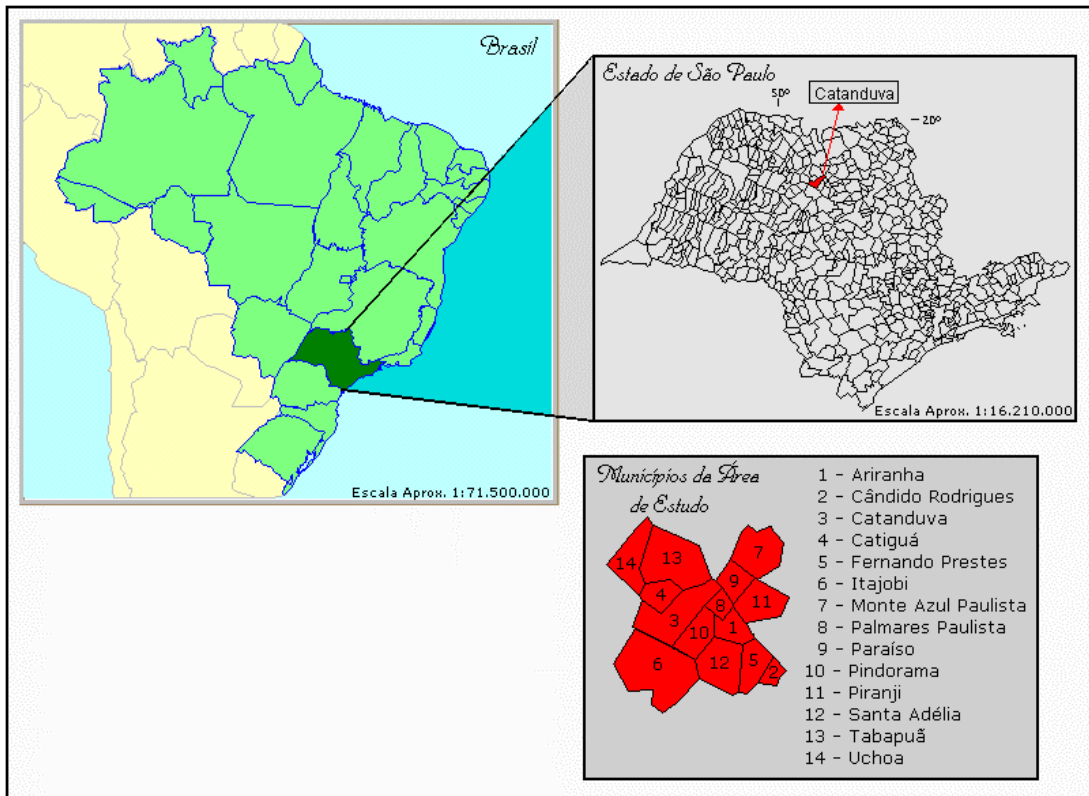 Brasil
Escala Aprox. 1:71.500.000
Estado de São Paulo
50º
Catanduva
20º
Escala Aprox. 1:16.210.000
Municípios da Área
de Estudo
1 - Ariranha
2 - Cândido Rodrigues
3 - Catanduva
4 - Catiguá
5 - Fernando Prestes
6 - Itajobi
7 - Monte Azul Paulista
8 - Palmares Paulista
9 - Paraíso
10 - Pindorama
11 - Piranji
12 - Santa Adélia
13 - Tabapuã
14 - Uchoa
7
13
14
9
4
8
11
3
1
10
6
12
5
2